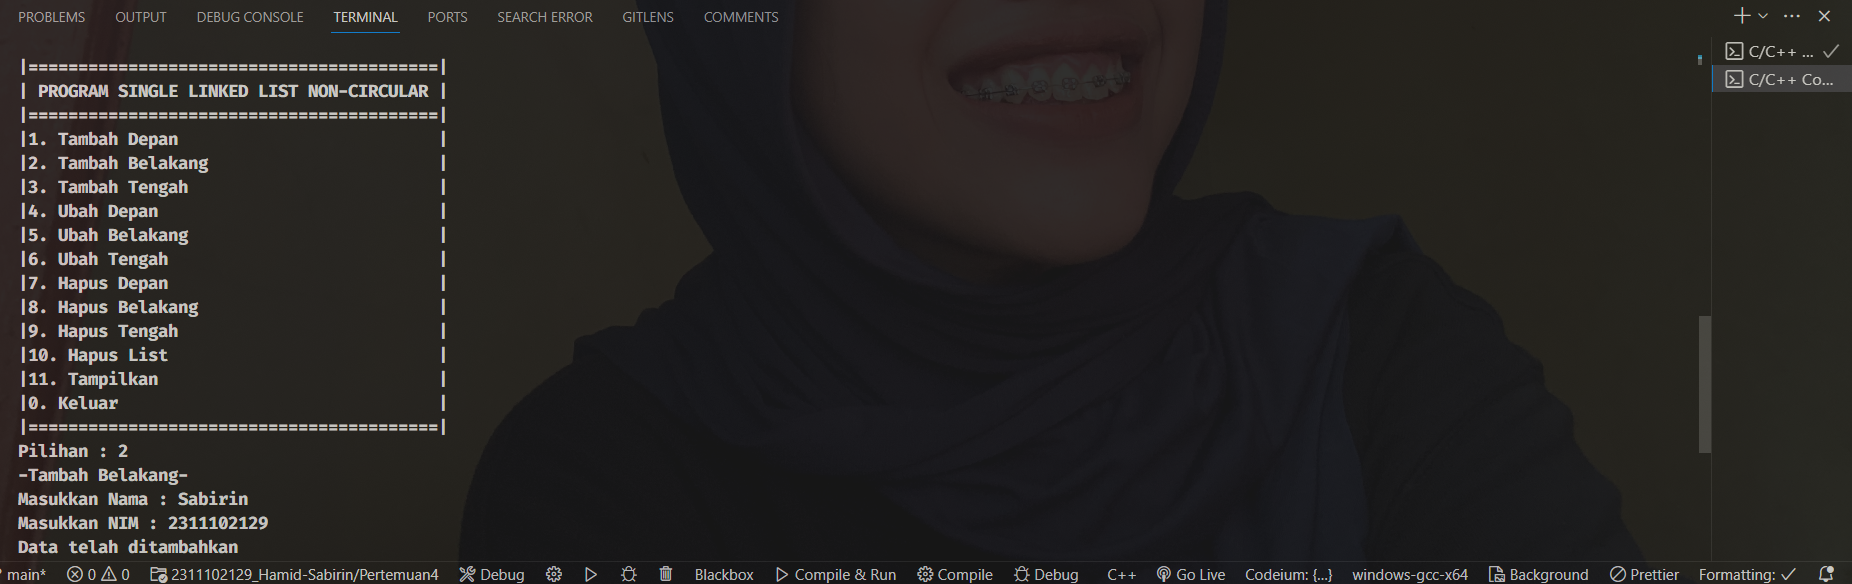 PROBLEMS OUTPUT DEBUG CONSOLE TERMINAL PORTS SEARCH ERROR GITLENS COMMENTS
C/C++ ...
C/C++ Co...
|=========================================|
| PROGRAM SINGLE LINKED LIST NON-CIRCULAR |
|=========================================|
|1. Tambah Depan |
|2. Tambah Belakang |
|3. Tambah Tengah |
|4. Ubah Depan |
|5. Ubah Belakang |
|6. Ubah Tengah |
|7. Hapus Depan |
|8. Hapus Belakang |
|9. Hapus Tengah |
|10. Hapus List |
|11. Tampilkan |
|0. Keluar |
|=========================================|
Pilihan : 2
-Tambah Belakang-
Masukkan Nama : Sabirin
Masukkan NIM : 2311102129
Data telah ditambahkan
main* 0 0 2311102129_Hamid-Sabirin/Pertemuan4 Debug Blackbox Compile & Run Compile Debug C++ Go Live Codeium: {...} windows-gcc-x64 Background Prettier Formatting: